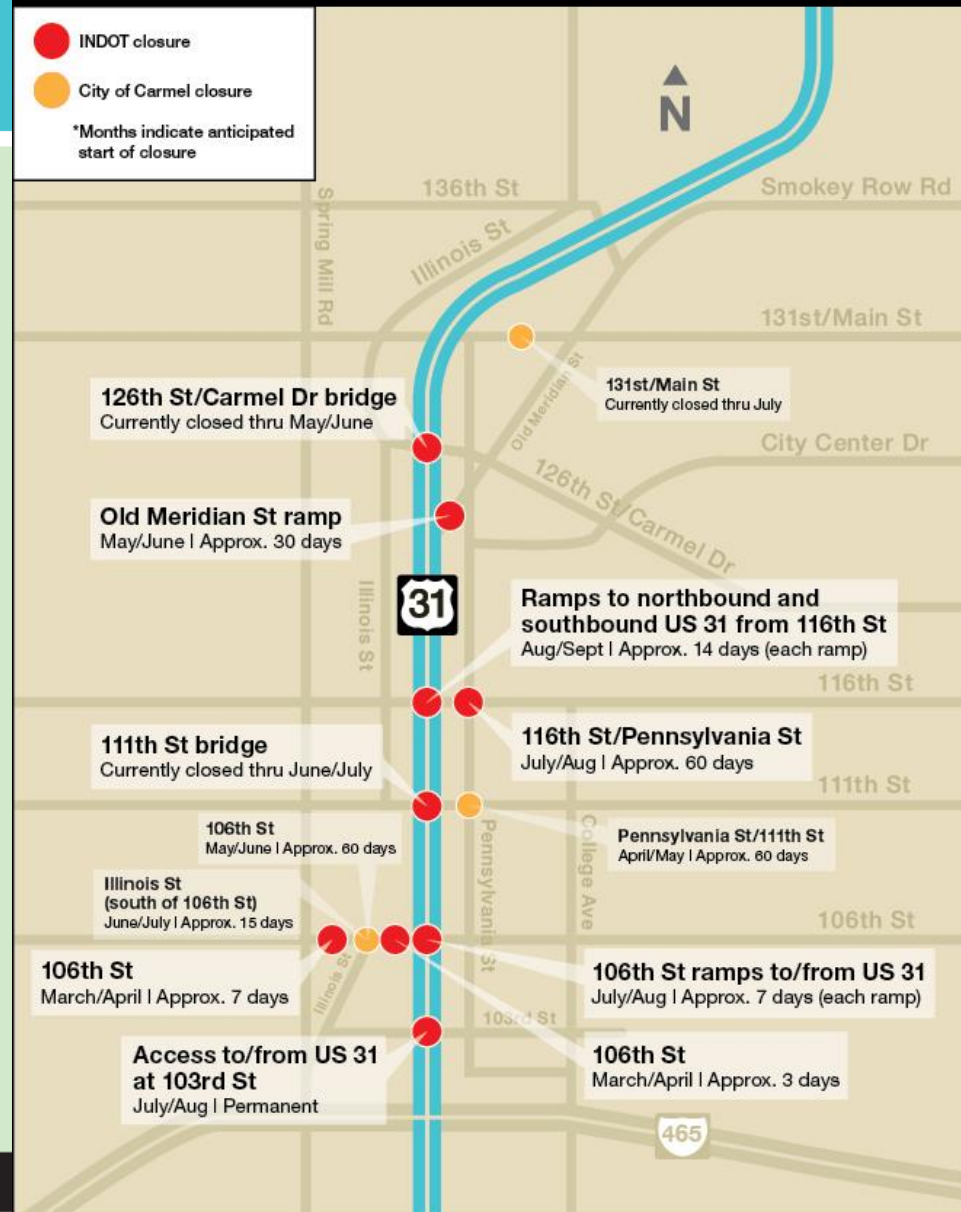 INDOT closure
City of Carmel closure
*Months indicate anticipated
start of closure
N
136th St
Smokey Row Rd
Spring Mill Rd
Illinois St
131st/Main St
131st/Main St
Currently closed thru July
Old Meridian St
126th St/Carmel Dr bridge
Currently closed thru May/June
City Center Dr
126th St/Carmel Dr
Old Meridian St ramp
May/June | Approx. 30 days
Illinois St
31
Ramps to northbound and
southbound US 31 from 116th St
Aug/Sept | Approx. 14 days (each ramp)
116th St
116th St/Pennsylvania St
July/Aug | Approx. 60 days
111th St bridge
Currently closed thru June/July
111th St
106th St
May/June | Approx. 60 days
Pennsylvania St
College Ave
Pennsylvania St/111th St
April/May | Approx. 60 days
Illinois St
(south of 106th St)
June/July | Approx. 15 days
106th St
106th St
March/April | Approx. 7 days
Illinois St
106th St ramps to/from US 31
July/Aug | Approx. 7 days (each ramp)
103rd St
Access to/from US 31
at 103rd St
July/Aug | Permanent
106th St
March/April | Approx. 3 days
465